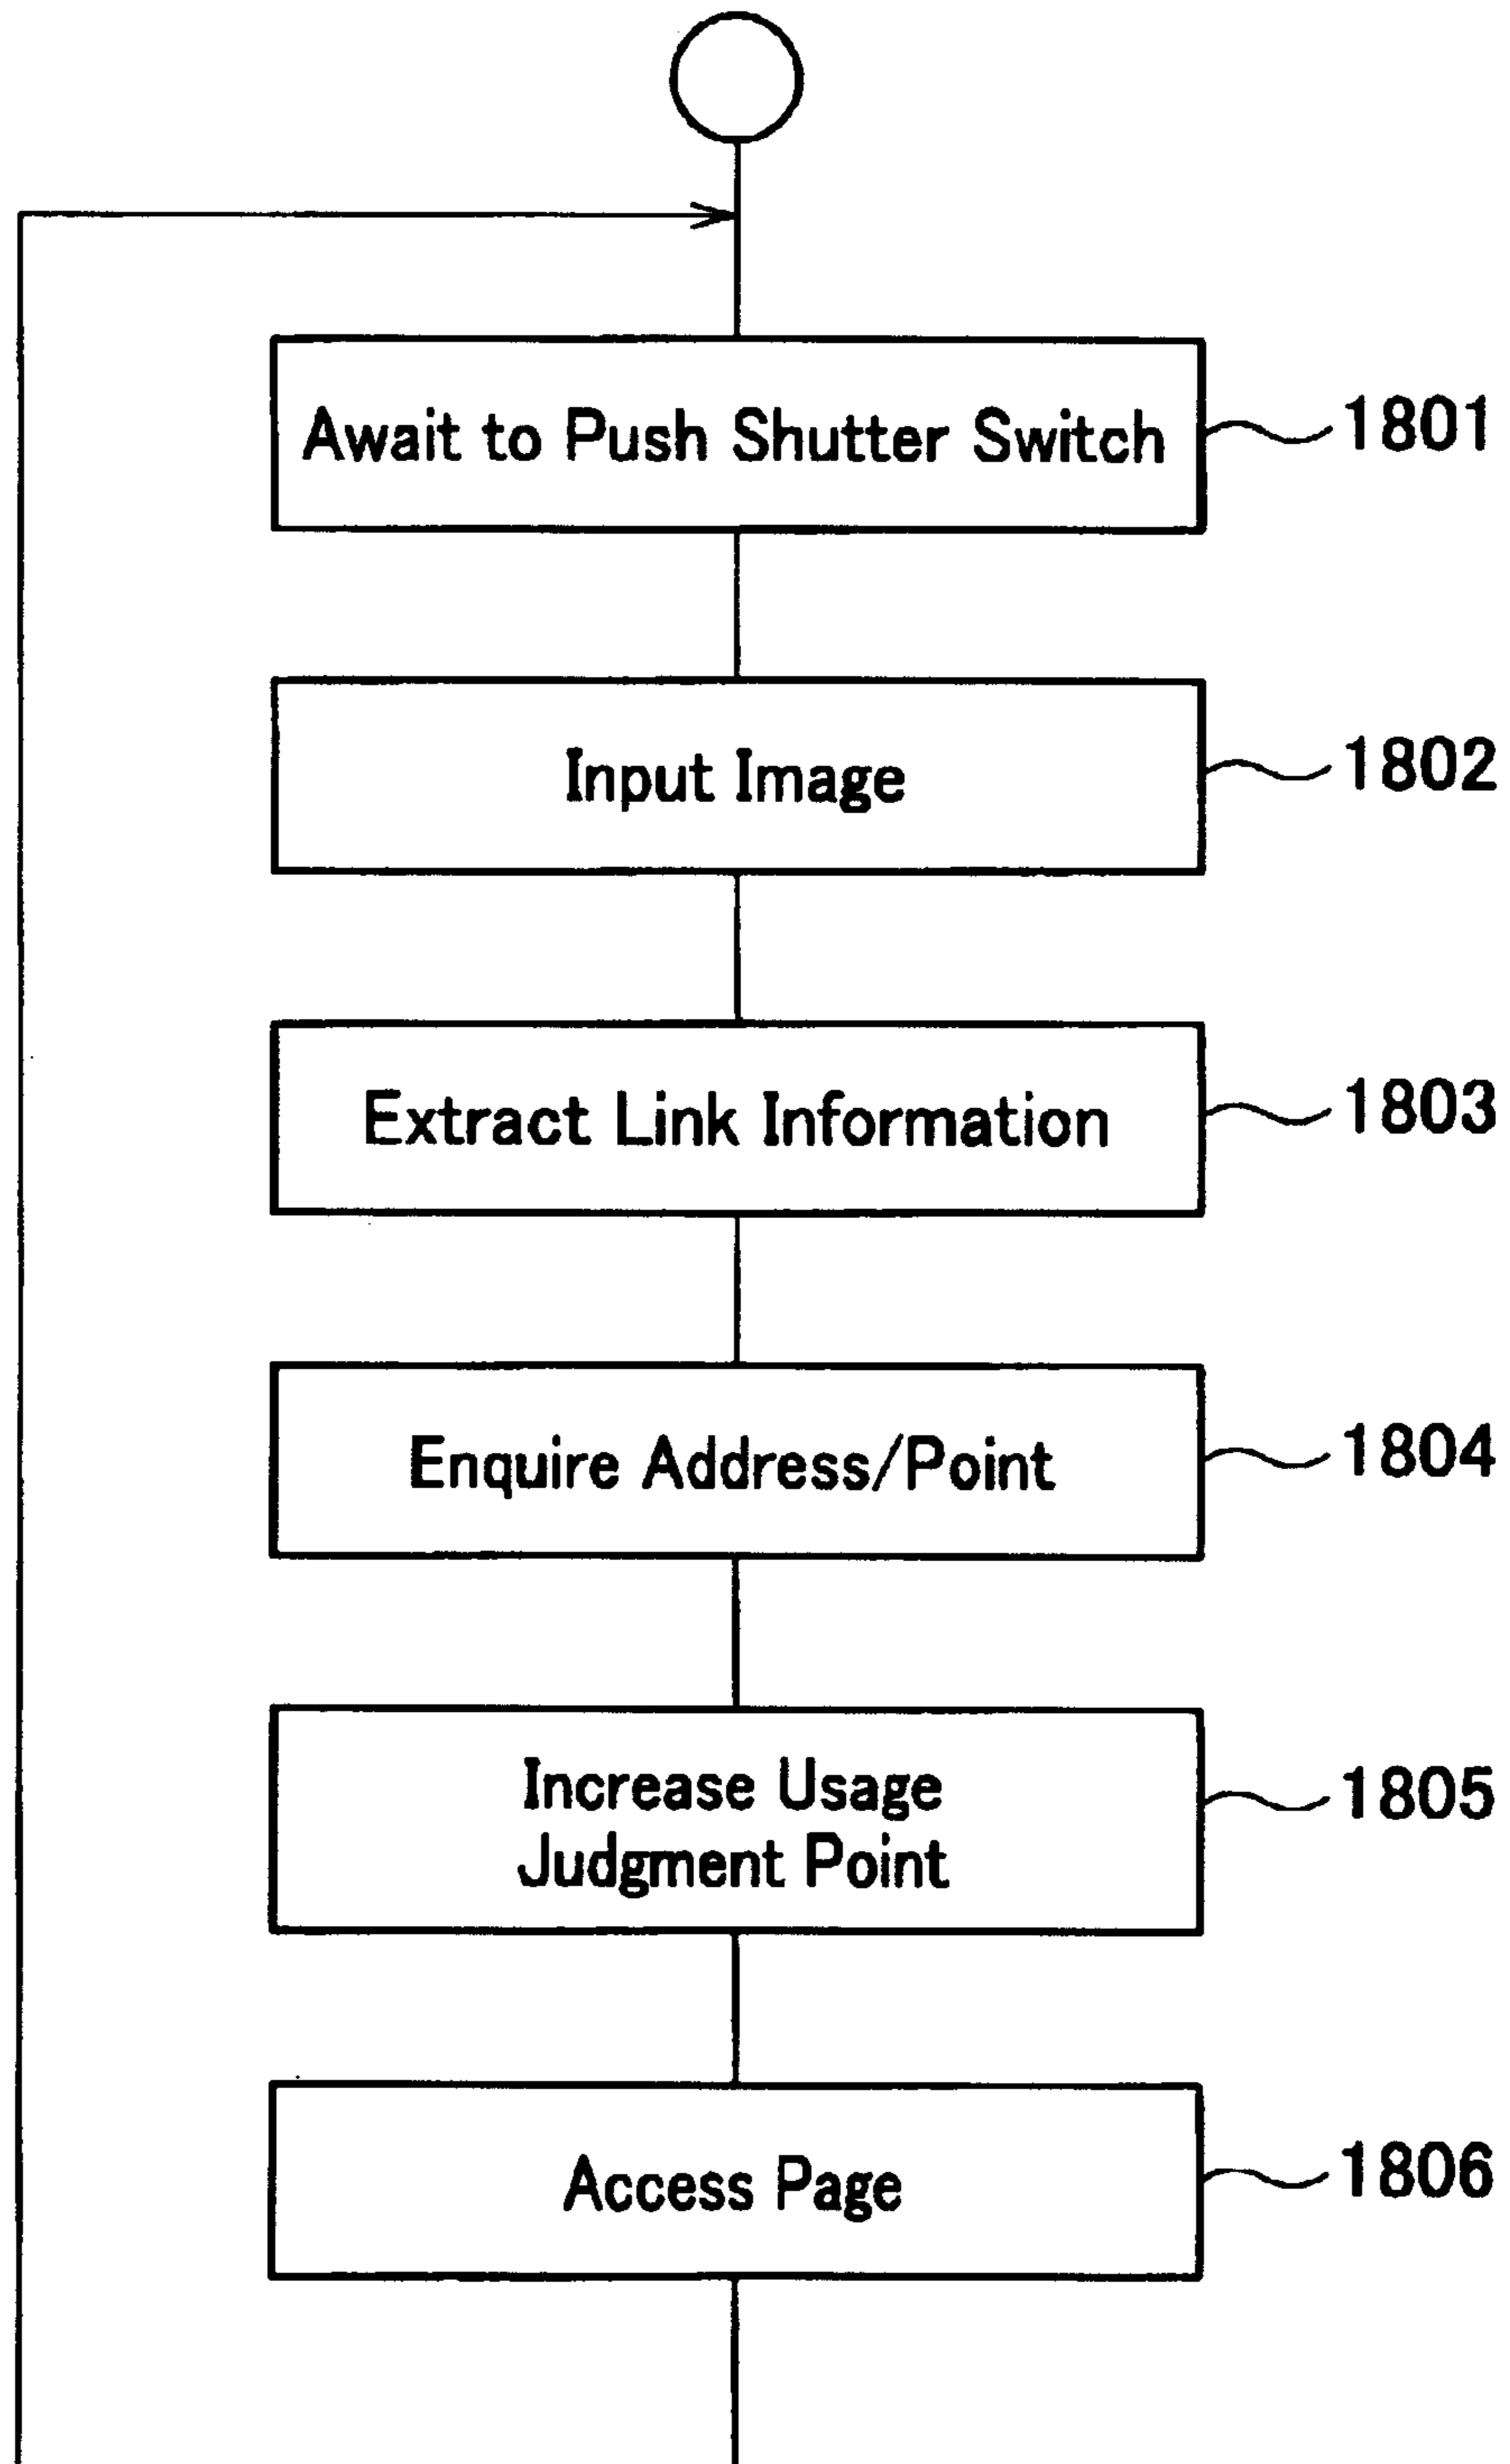 Await to Push Shutter Switch
1801
Input Image
1802
Extract Link Information
1803
Enquire Address/Point
1804
Increase Usage
Judgment Point
1805
Access Page
1806